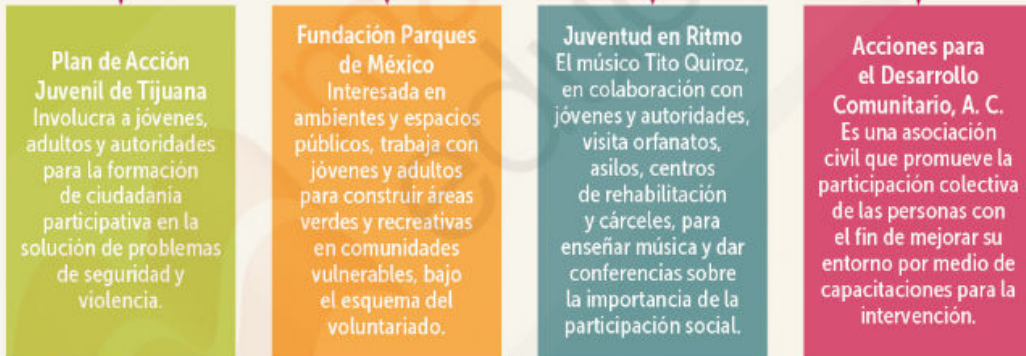 Plan de Acción
Juvenil de Tijuana
Involucra a jóvenes,
adultos y autoridades
para la formación
de ciudadanía
participativa en la
solución de problemas
de seguridad y
violencia.
Fundación Parques
de México
Interesada en
ambientes y espacios
públicos, trabaja con
jóvenes y adultos
para construir áreas
verdes y recreativas
en comunidades
vulnerables, bajo
el esquema del
voluntariado.
Juventud en Ritmo
El músico Tito Quiroz,
en colaboración con
jóvenes y autoridades,
visita orfanatos,
asilos, centros
de rehabilitación
y cárceles, para
enseñar música y dar
conferencias sobre
la importancia de la
participación social.
Acciones para
el Desarrollo
Comunitario, A. C.
Es una asociación
civil que promueve la
participación colectiva
de las personas con
el fin de mejorar su
entorno por medio de
capacitaciones para la
intervención.